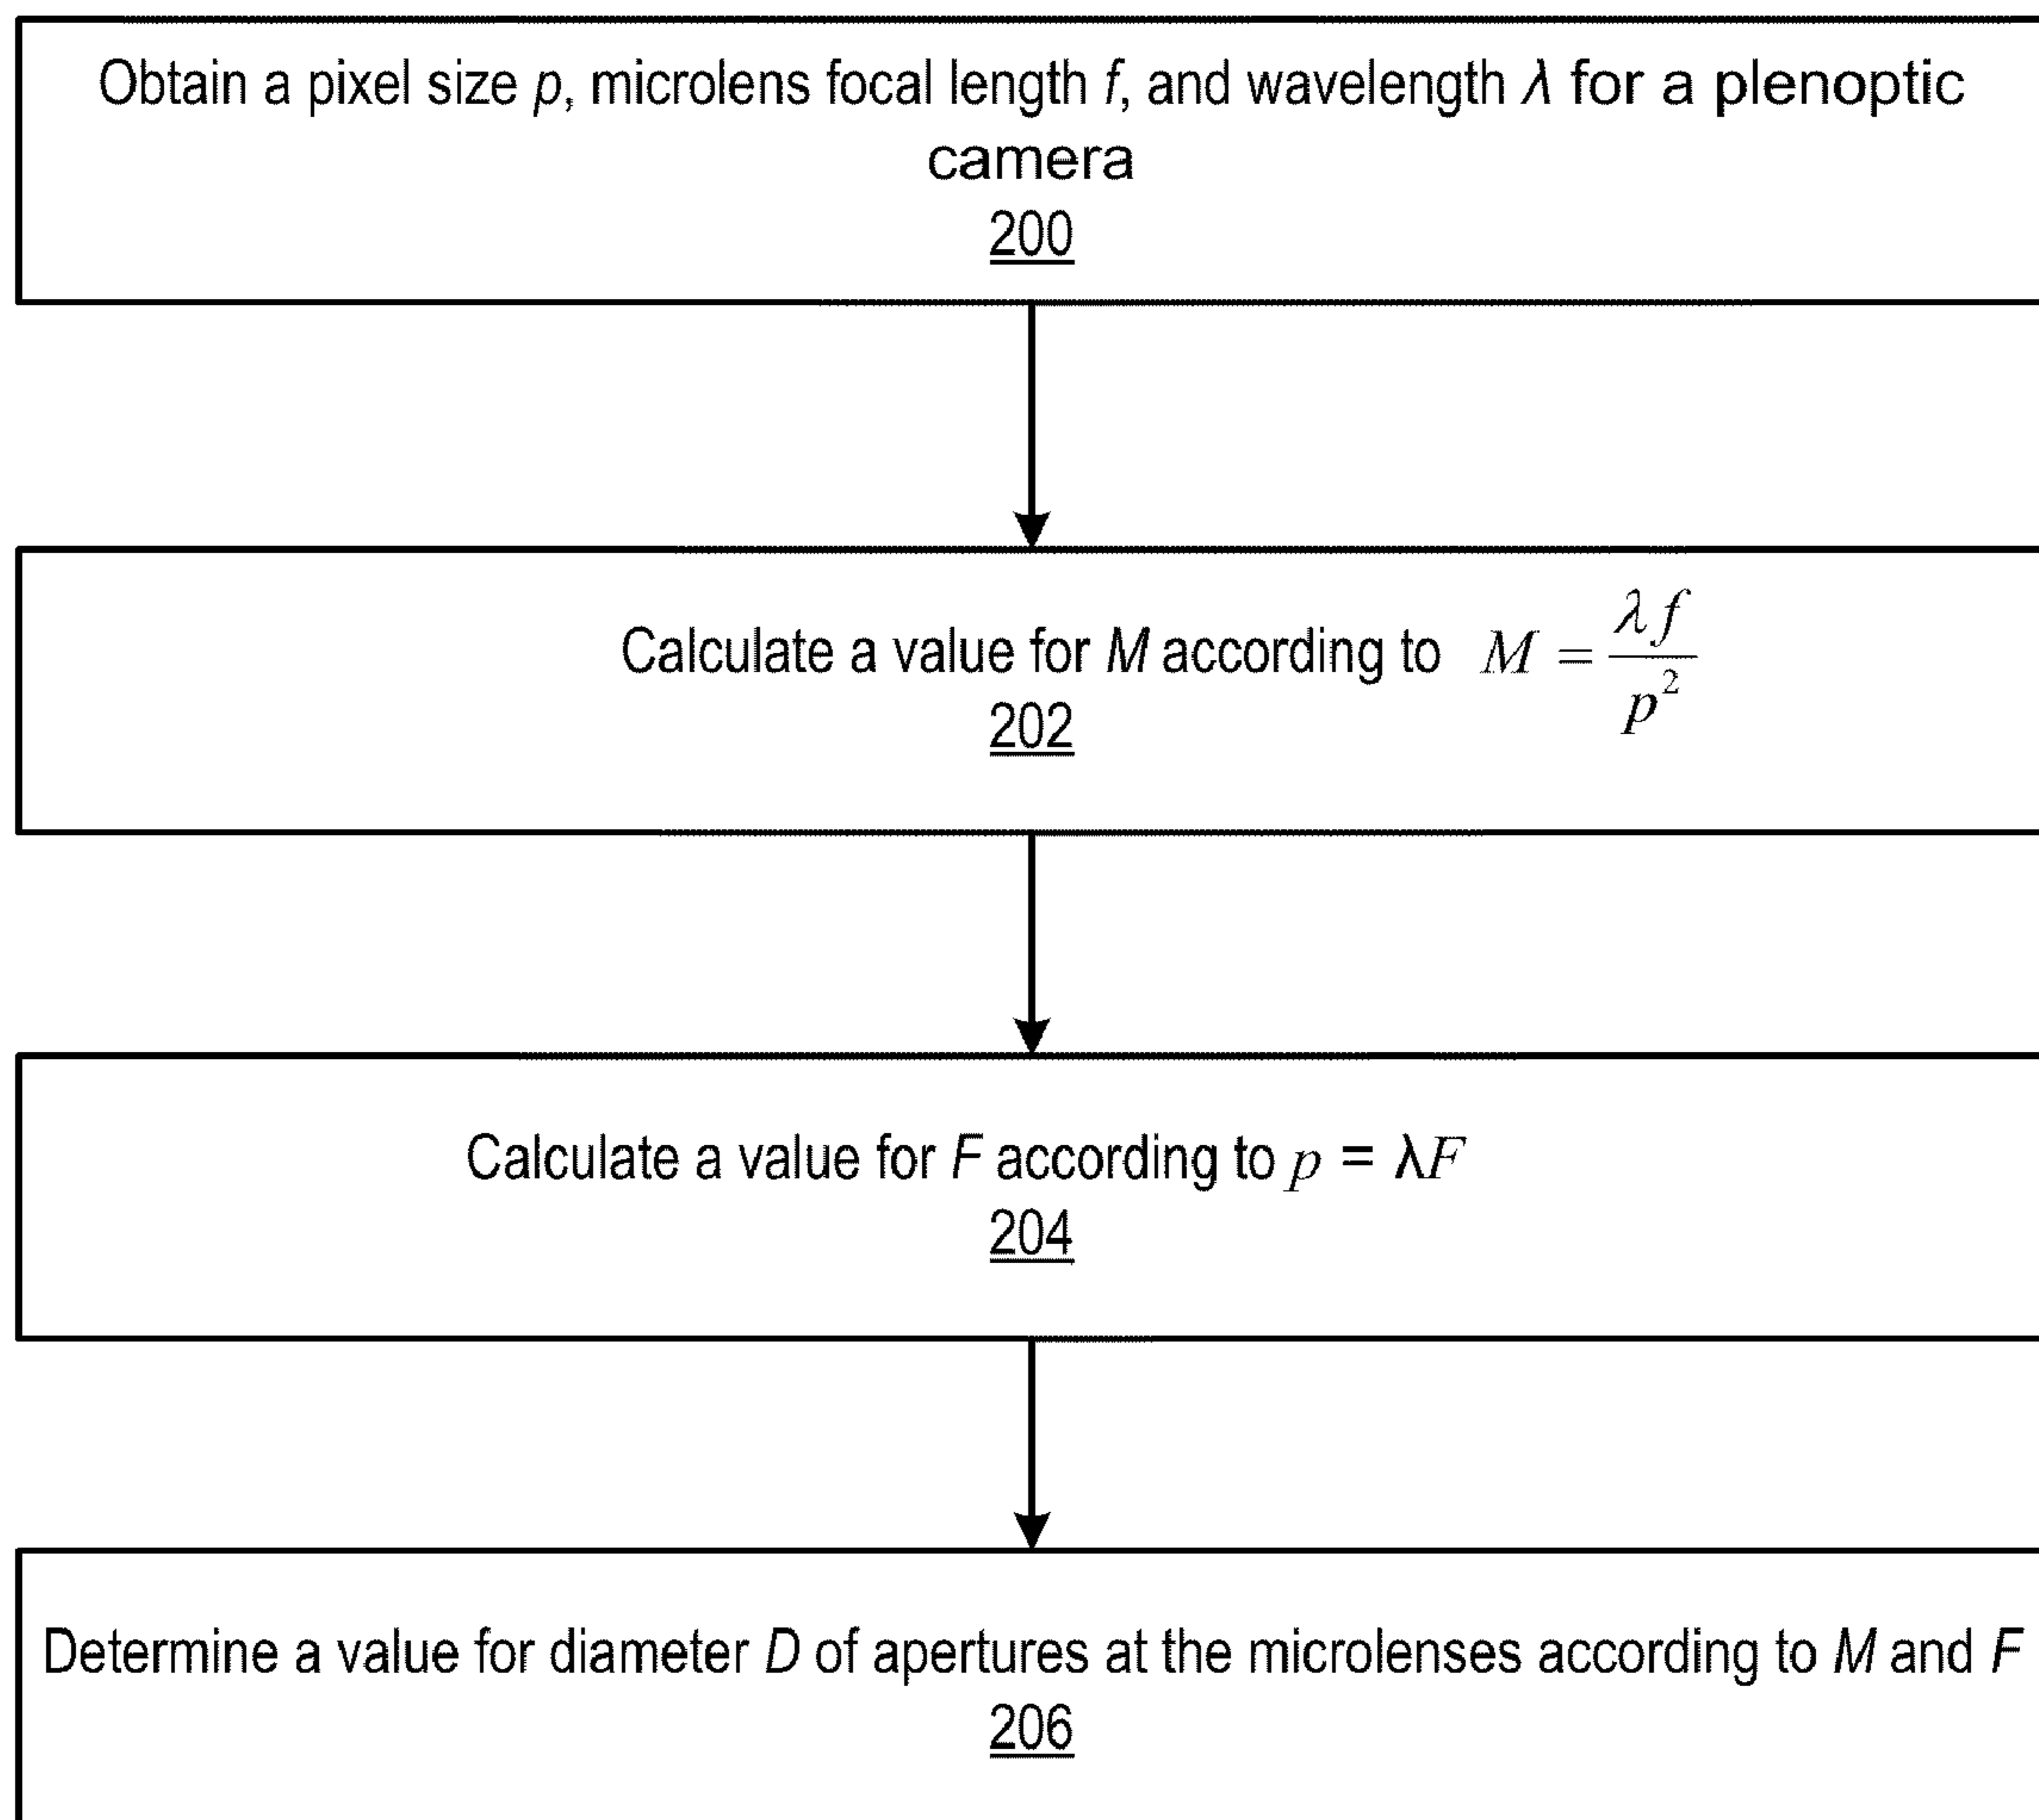 Obtain a pixel size p, microlens focal length f, and wavelength λ for a plenoptic
camera
200
Calculate a value for M according to M = λf / p²
202
Calculate a value for F according to p = λF
204
Determine a value for diameter D of apertures at the microlenses according to M and F
206